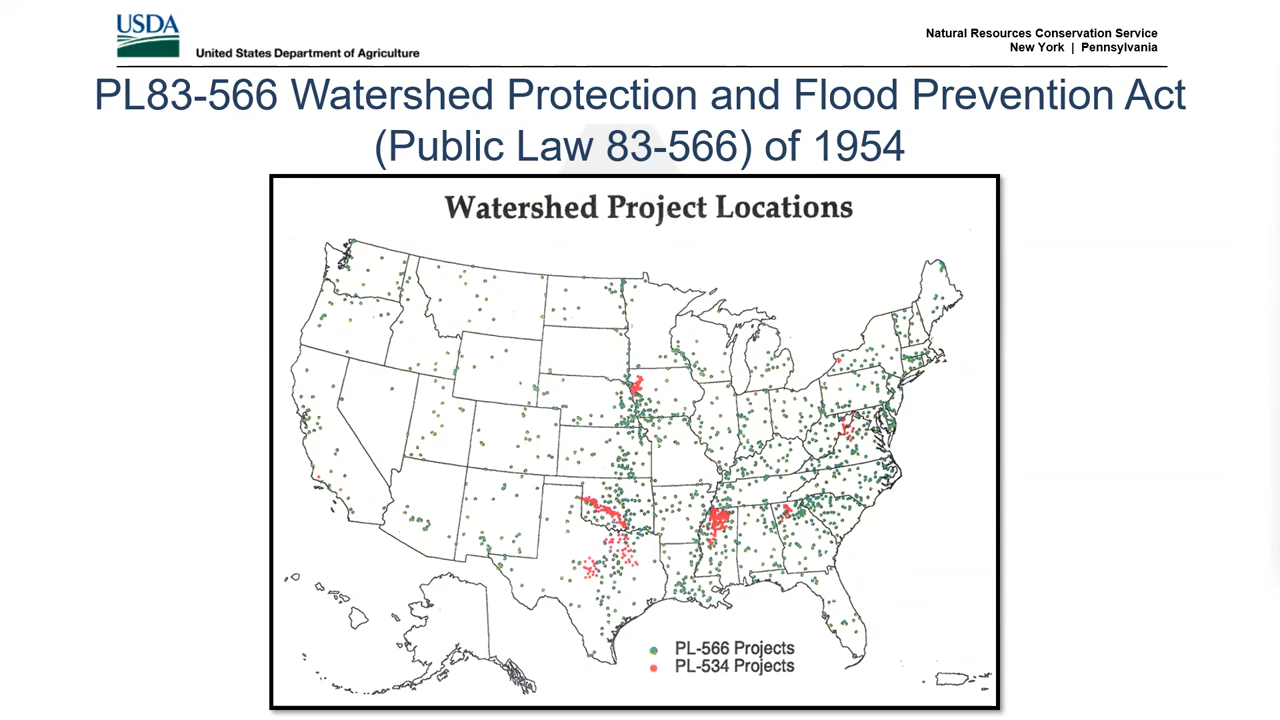 USDA
United States Department of Agriculture
Natural Resources Conservation Service
New York | Pennsylvania
PL83-566 Watershed Protection and Flood Prevention Act
(Public Law 83-566) of 1954
Watershed Project Locations
PL-566 Projects
PL-534 Projects